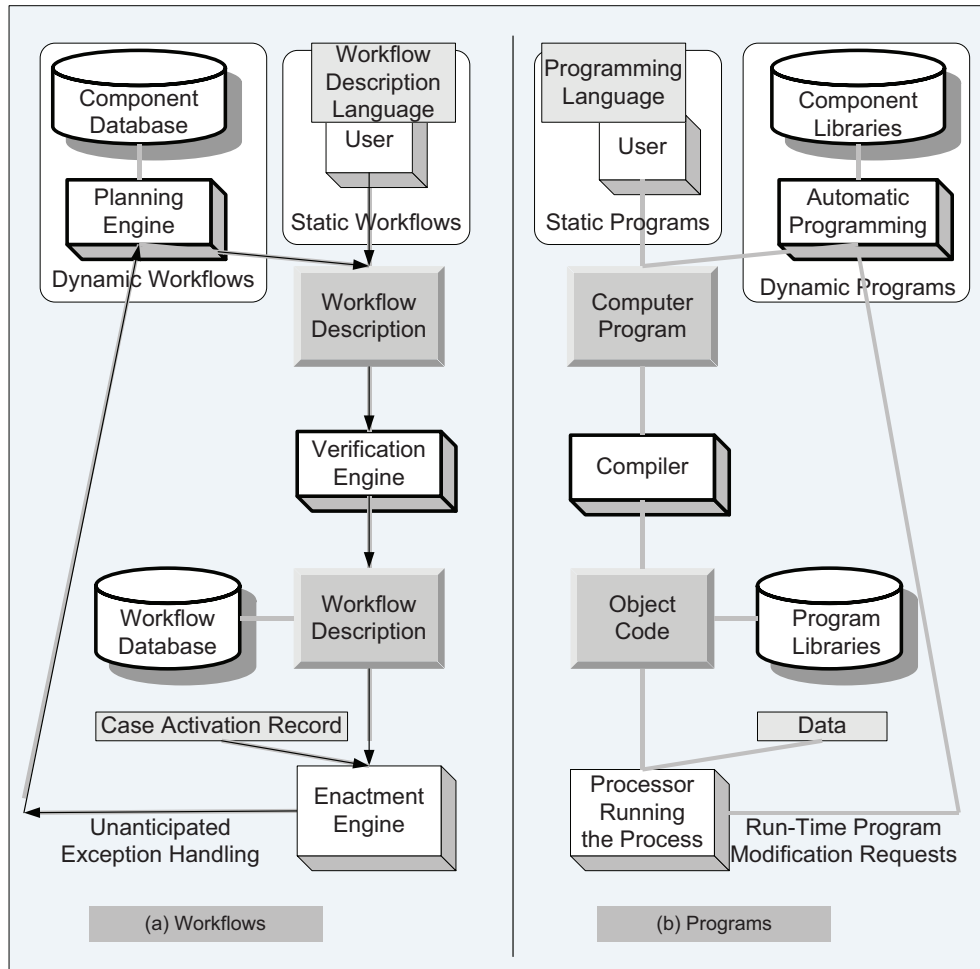 Component
Database
Planning
Engine
Dynamic Workflows
Workflow
Description
Language
User
Static Workflows
Workflow
Description
Verification
Engine
Workflow
Database
Workflow
Description
Case Activation Record
Enactment
Engine
Unanticipated
Exception Handling
(a) Workflows
Programming
Language
User
Static Programs
Component
Libraries
Automatic
Programming
Dynamic Programs
Computer
Program
Compiler
Object
Code
Program
Libraries
Data
Processor
Running
the Process
Run-Time Program
Modification Requests
(b) Programs